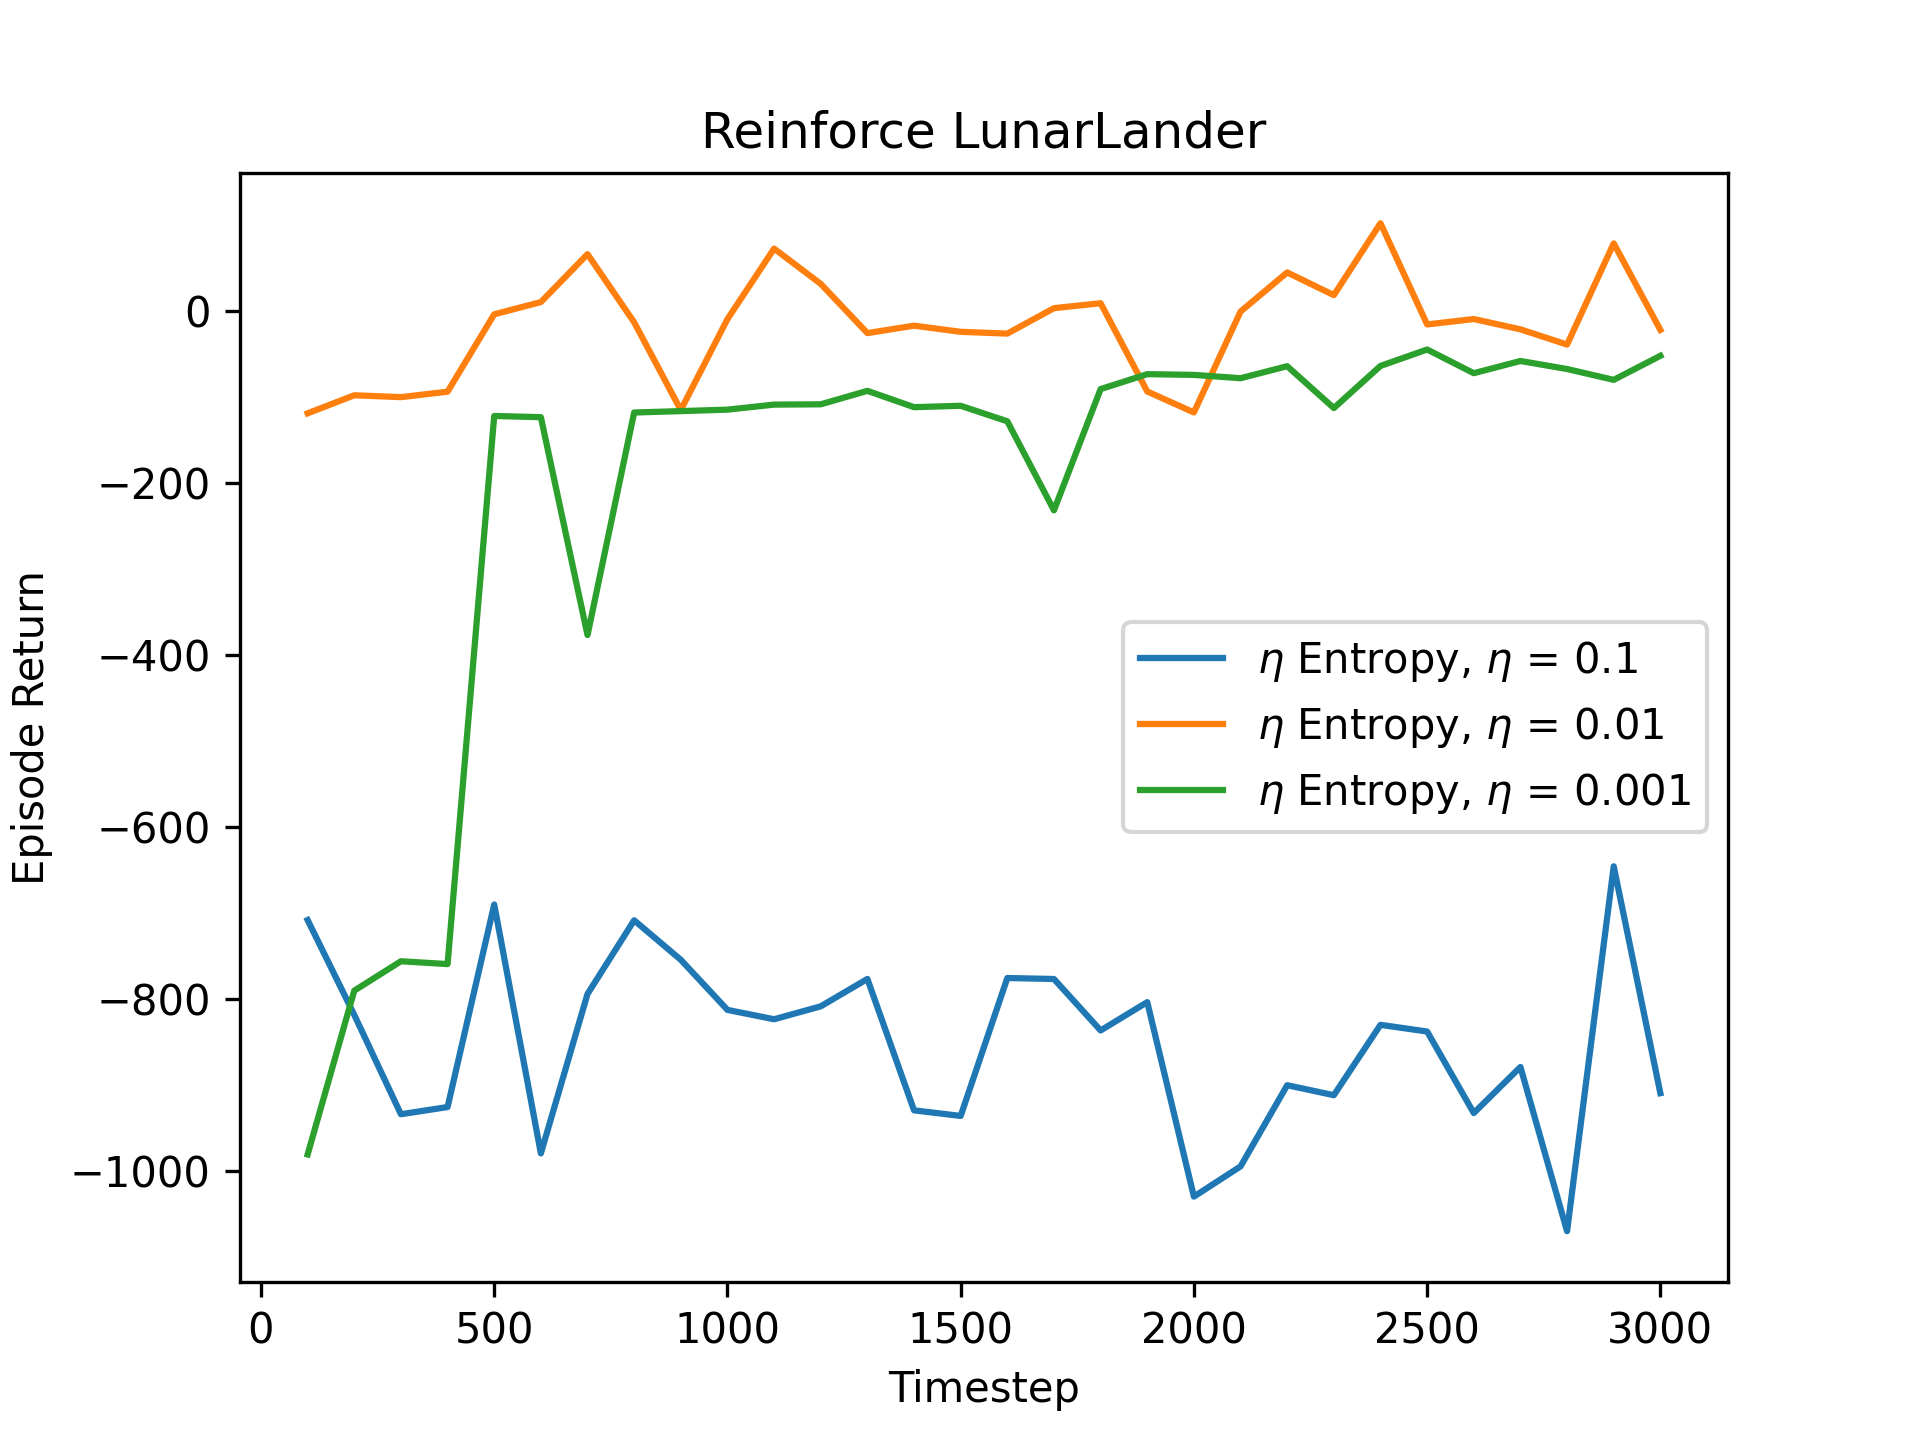 Reinforce LunarLander
Episode Return
0
−200
−400
−600
−800
−1000
η Entropy, η = 0.1
η Entropy, η = 0.01
η Entropy, η = 0.001
0 500 1000 1500 2000 2500 3000
Timestep